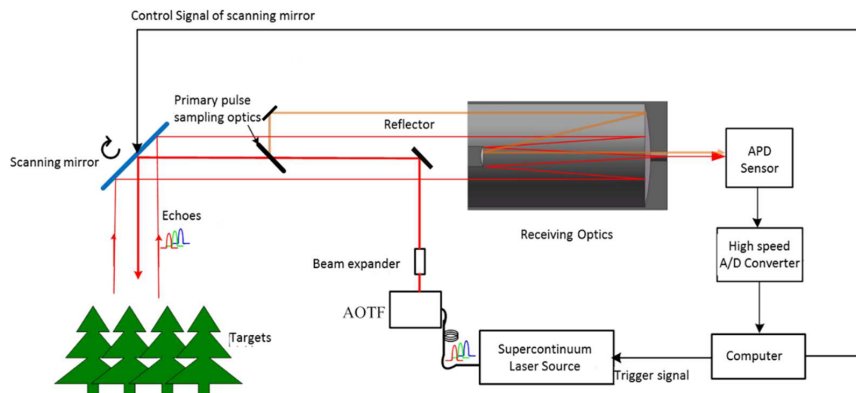 Control Signal of scanning mirror
Primary pulse
sampling optics
Reflector
Scanning mirror
APD
Sensor
Echoes
Receiving Optics
High speed
A/D Converter
Beam expander
AOTF
Targets
Supercontinuum
Laser Source
Trigger signal
Computer